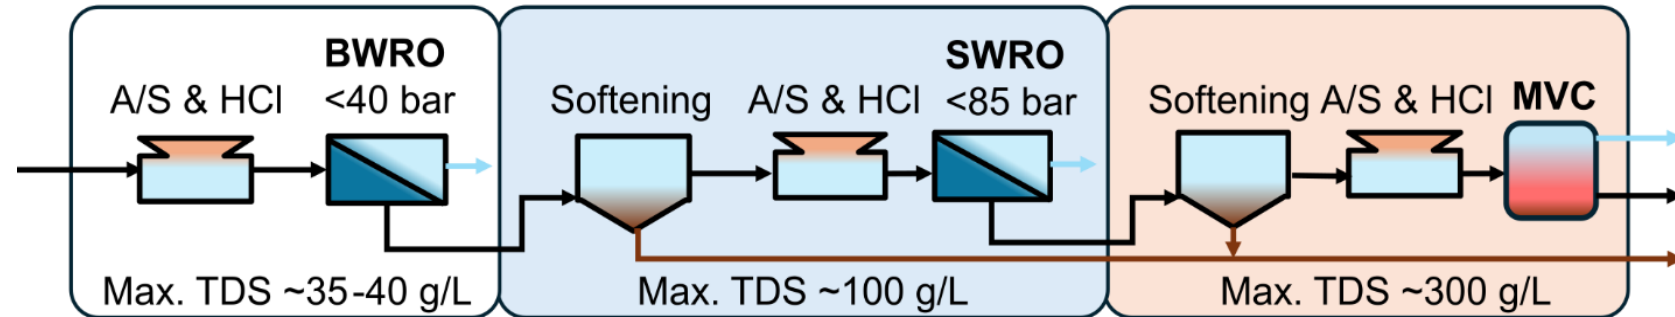 BWRO
A/S & HCl <40 bar
Max. TDS ~35-40 g/L
SWRO
Softening A/S & HCl <85 bar
Max. TDS ~100 g/L
Softening A/S & HCl MVC
Max. TDS ~300 g/L